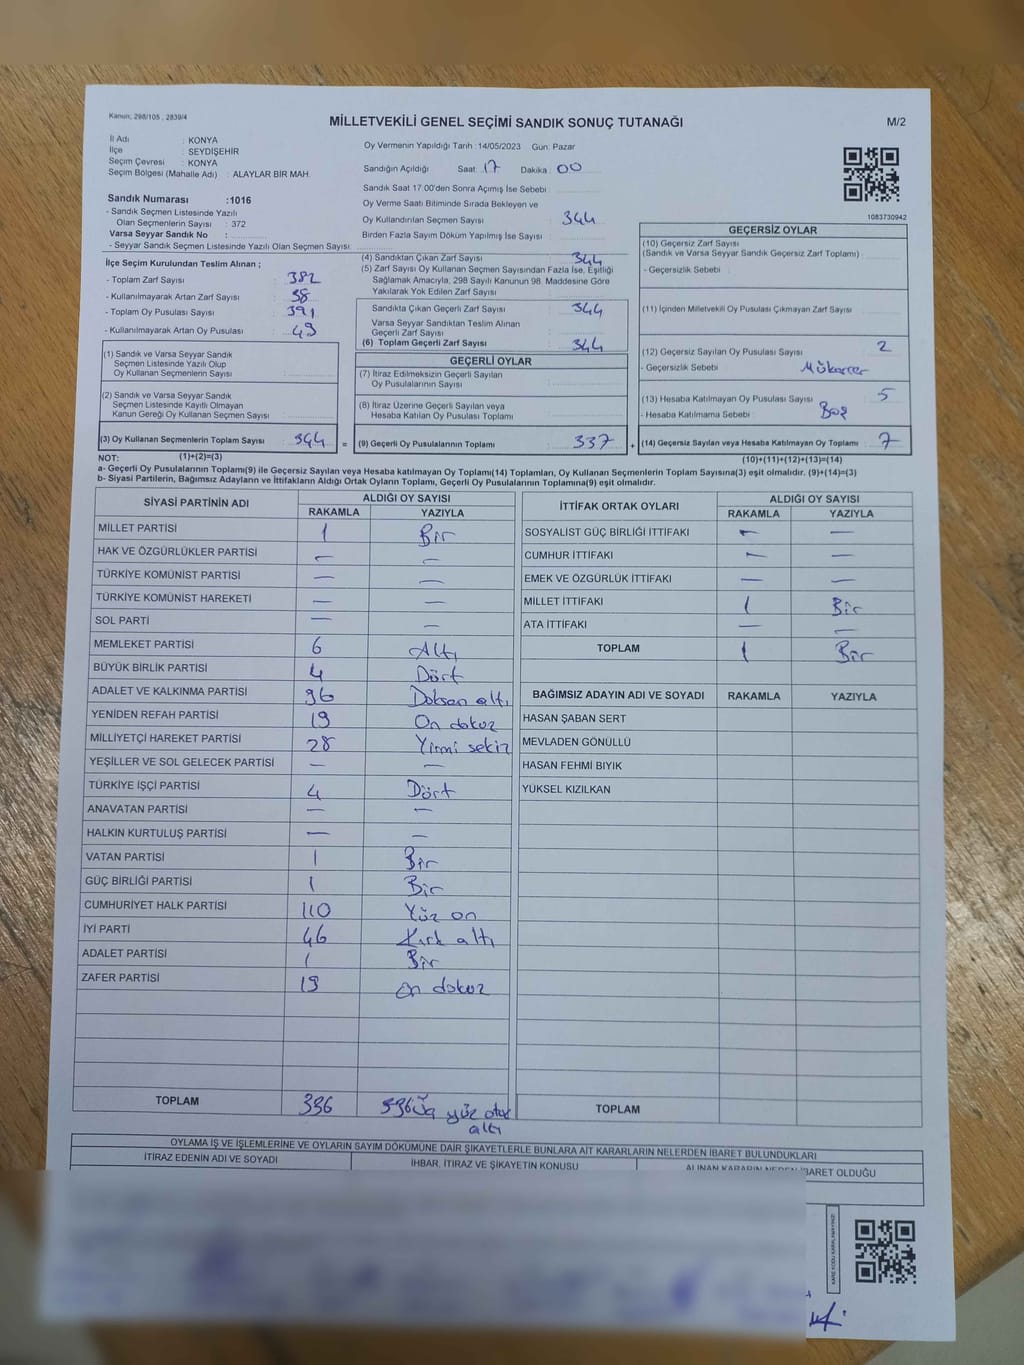 Kanun, 298/105 , 2839/4
MİLLETVEKİLİ GENEL SEÇİMİ SANDIK SONUÇ TUTANAĞI
M/2
İl Adı : KONYA
İlçe : SEYDİŞEHİR
Seçim Çevresi : KONYA
Seçim Bölgesi (Mahalle Adı) : ALAYLAR BİR MAH.
Sandık Numarası :1016
- Sandık Seçmen Listesinde Yazılı
Olan Seçmenlerin Sayısı : 372
Varsa Seyyar Sandık No :
- Seyyar Sandık Seçmen Listesinde Yazılı Olan Seçmen Sayısı:
Oy Vermenin Yapıldığı Tarih :14/05/2023 Gün: Pazar
Sandığın Açıldığı Saat: 17 Dakika: 00
Sandık Saat 17.00'den Sonra Açımış İse Sebebi :
Oy Verme Saati Bitiminde Sırada Bekleyen ve
Oy Kullandırılan Seçmen Sayısı : 344
Birden Fazla Sayım Döküm Yapılmış İse Sayısı :
1083730942
İlçe Seçim Kurulundan Teslim Alınan ;
- Toplam Zarf Sayısı : 382
- Kullanılmayarak Artan Zarf Sayısı : 38
- Toplam Oy Pusulası Sayısı : 391
- Kullanılmayarak Artan Oy Pusulası : 49
(1) Sandık ve Varsa Seyyar Sandık
Seçmen Listesinde Yazılı Olup
Oy Kullanan Seçmenlerin Sayısı :
(2) Sandık ve Varsa Seyyar Sandık
Seçmen Listesinde Kayıtlı Olmayan
Kanun Gereği Oy Kullanan Seçmen Sayısı :
(3) Oy Kullanan Seçmenlerin Toplam Sayısı : 344
(4) Sandıktan Çıkan Zarf Sayısı : 344
(5) Zarf Sayısı Oy Kullanan Seçmen Sayısından Fazla İse, Eşitliği
Sağlamak Amacıyla, 298 Sayılı Kanunun 98. Maddesine Göre
Yakılarak Yok Edilen Zarf Sayısı :
Sandıkta Çıkan Geçerli Zarf Sayısı : 344
Varsa Seyyar Sandıktan Teslim Alınan
Geçerli Zarf Sayısı :
(6) Toplam Geçerli Zarf Sayısı : 344
GEÇERLİ OYLAR
(7) İtiraz Edilmeksizin Geçerli Sayılan
Oy Pusulalarının Sayısı :
(8) İtiraz Üzerine Geçerli Sayılan veya
Hesaba Katılan Oy Pusulaları Toplamı :
= (9) Geçerli Oy Pusulalarının Toplamı : 337 +
GEÇERSİZ OYLAR
(10) Geçersiz Zarf Sayısı
(Sandık ve Varsa Seyyar Sandık Geçersiz Zarf Toplamı) :
- Geçersizlik Sebebi :
(11) İçinden Milletvekili Oy Pusulası Çıkmayan Zarf Sayısı :
(12) Geçersiz Sayılan Oy Pusulası Sayısı : 2
- Geçersizlik Sebebi : Mükerrer
(13) Hesaba Katılmayan Oy Pusulası Sayısı : 5
- Hesaba Katılmama Sebebi : Boş
(14) Geçersiz Sayılan veya Hesaba Katılmayan Oy Toplamı : 7
NOT: (1)+(2)=(3) (10)+(11)+(12)+(13)=(14)
a- Geçerli Oy Pusulalarının Toplamı(9) ile Geçersiz Sayılan veya Hesaba katılmayan Oy Toplamı(14) Toplamları, Oy Kullanan Seçmenlerin Toplam Sayısına(3) eşit olmalıdır. (9)+(14)=(3)
b- Siyasi Partilerin, Bağımsız Adayların ve İttifakların Aldığı Ortak Oyların Toplamı, Geçerli Oy Pusulalarının Toplamına(9) eşit olmalıdır.
SİYASİ PARTİNİN ADI ALDIĞI OY SAYISI
RAKAMLA YAZIYLA
MİLLET PARTİSİ 1 Bir
HAK VE ÖZGÜRLÜKLER PARTİSİ — —
TÜRKİYE KOMÜNİST PARTİSİ — —
TÜRKİYE KOMÜNİST HAREKETİ — —
SOL PARTİ — —
MEMLEKET PARTİSİ 6 Altı
BÜYÜK BİRLİK PARTİSİ 4 Dört
ADALET VE KALKINMA PARTİSİ 96 Doksan altı
YENİDEN REFAH PARTİSİ 19 On dokuz
MİLLİYETÇİ HAREKET PARTİSİ 28 Yirmi sekiz
YEŞİLLER VE SOL GELECEK PARTİSİ — —
TÜRKİYE İŞÇİ PARTİSİ 4 Dört
ANAVATAN PARTİSİ — —
HALKIN KURTULUŞ PARTİSİ — —
VATAN PARTİSİ 1 Bir
GÜÇ BİRLİĞİ PARTİSİ 1 Bir
CUMHURİYET HALK PARTİSİ 110 Yüz on
İYİ PARTİ 46 Kırk altı
ADALET PARTİSİ 1 Bir
ZAFER PARTİSİ 19 On dokuz
TOPLAM 336 yüz otuz
altı
İTTİFAK ORTAK OYLARI ALDIĞI OY SAYISI
RAKAMLA YAZIYLA
SOSYALİST GÜÇ BİRLİĞİ İTTİFAKI — —
CUMHUR İTTİFAKI — —
EMEK VE ÖZGÜRLÜK İTTİFAKI — —
MİLLET İTTİFAKI 1 Bir
ATA İTTİFAKI — —
TOPLAM 1 Bir
BAĞIMSIZ ADAYIN ADI VE SOYADI RAKAMLA YAZIYLA
HASAN ŞABAN SERT
MEVLADEN GÖNÜLLÜ
HASAN FEHMİ BIYIK
YÜKSEL KIZILKAN
TOPLAM
OYLAMA İŞ VE İŞLEMLERİNE VE OYLARIN SAYIM DÖKÜMÜNE DAİR ŞİKAYETLERLE BUNLARA AİT KARARLARIN NELERDEN İBARET BULUNDUKLARI
İTİRAZ EDENİN ADI VE SOYADI İHBAR, İTİRAZ VE ŞİKAYETİN KONUSU ALINAN KARARIN NEDEN İBARET OLDUĞU